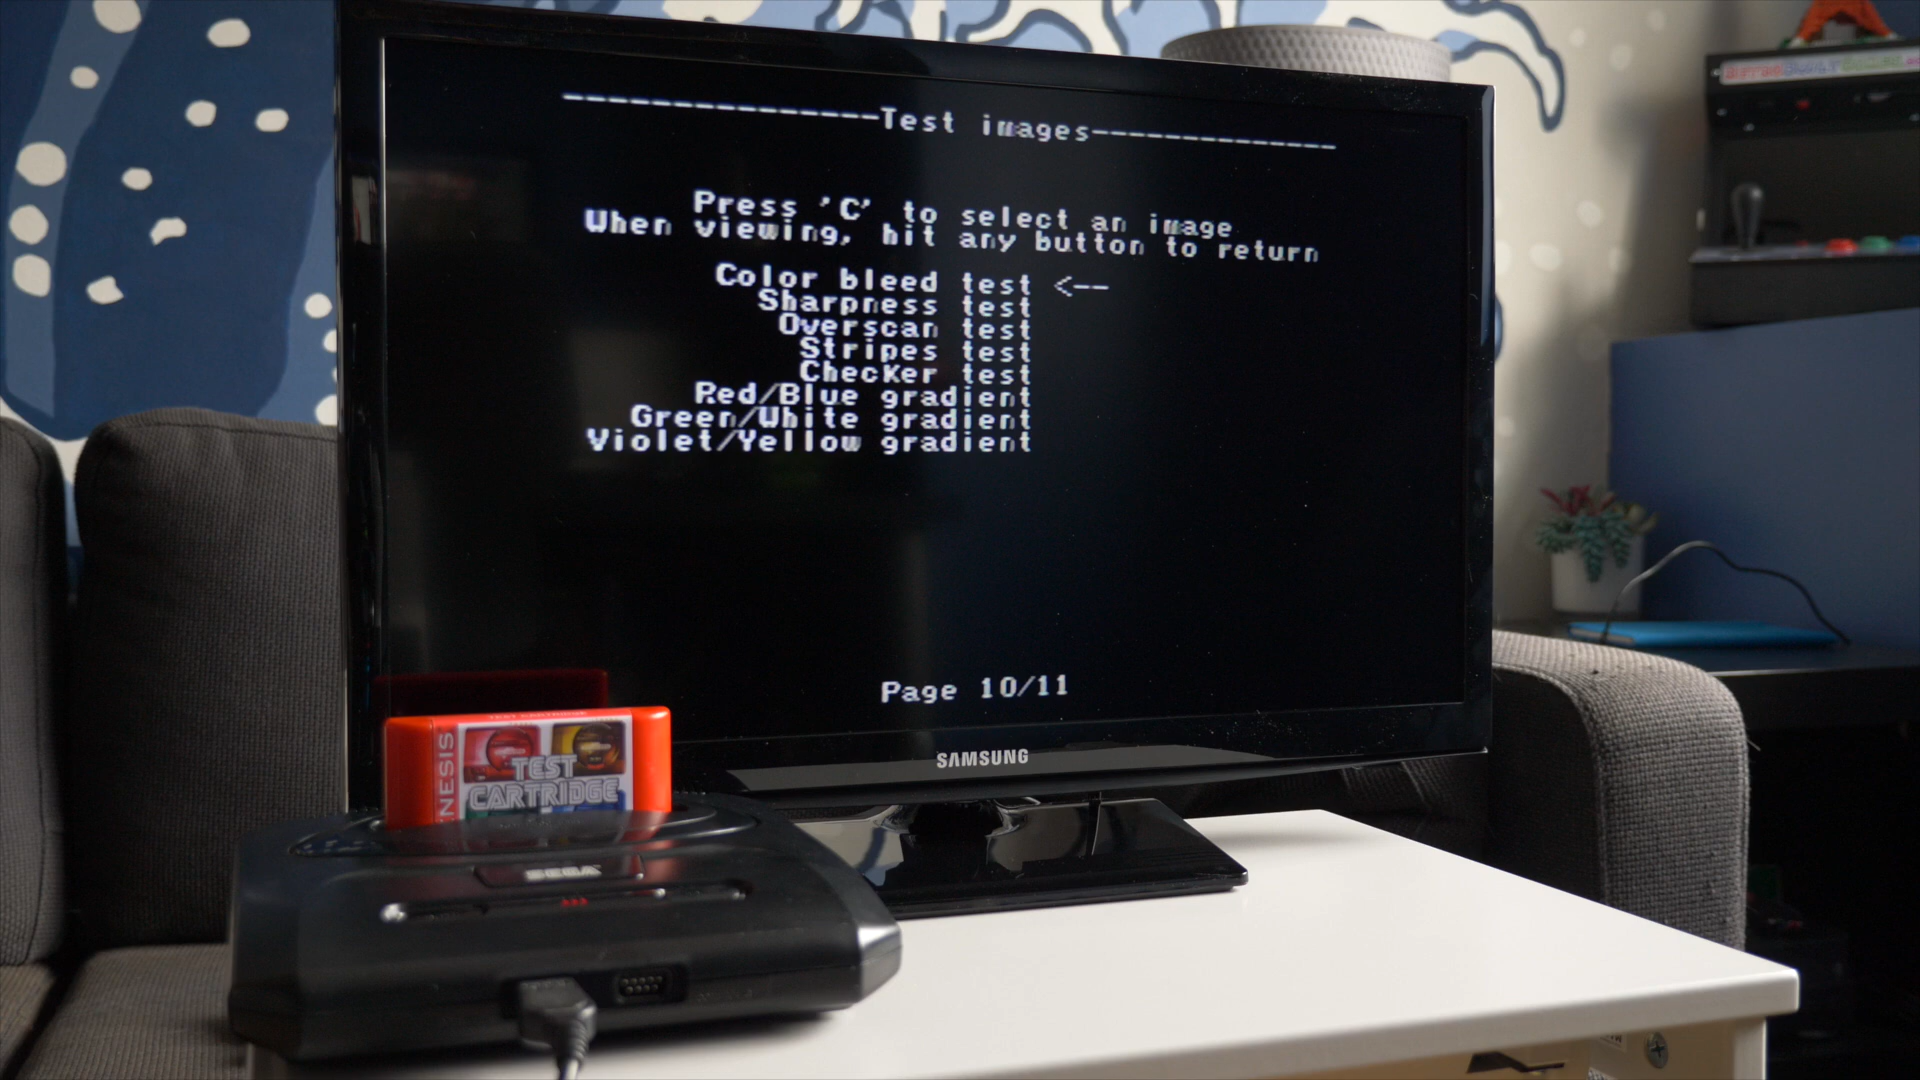 ---------------Test images-------------
Press 'C' to select an image
When viewing, hit any button to return
Color bleed test <--
Sharpness test
Overscan test
Stripes test
Checker test
Red/Blue gradient
Green/White gradient
Violet/Yellow gradient
Page 10/11
SAMSUNG
TEST CARTRIDGE
GENESIS
TEST
CARTRIDGE
SEGA